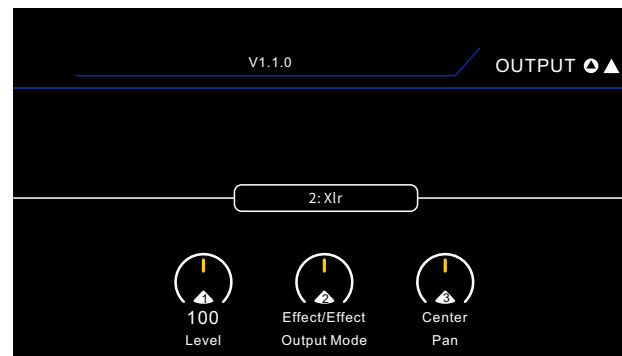 V1.1.0
OUTPUT
2: Xlr
1 2 3
100 Effect/Effect Center
Level Output Mode Pan